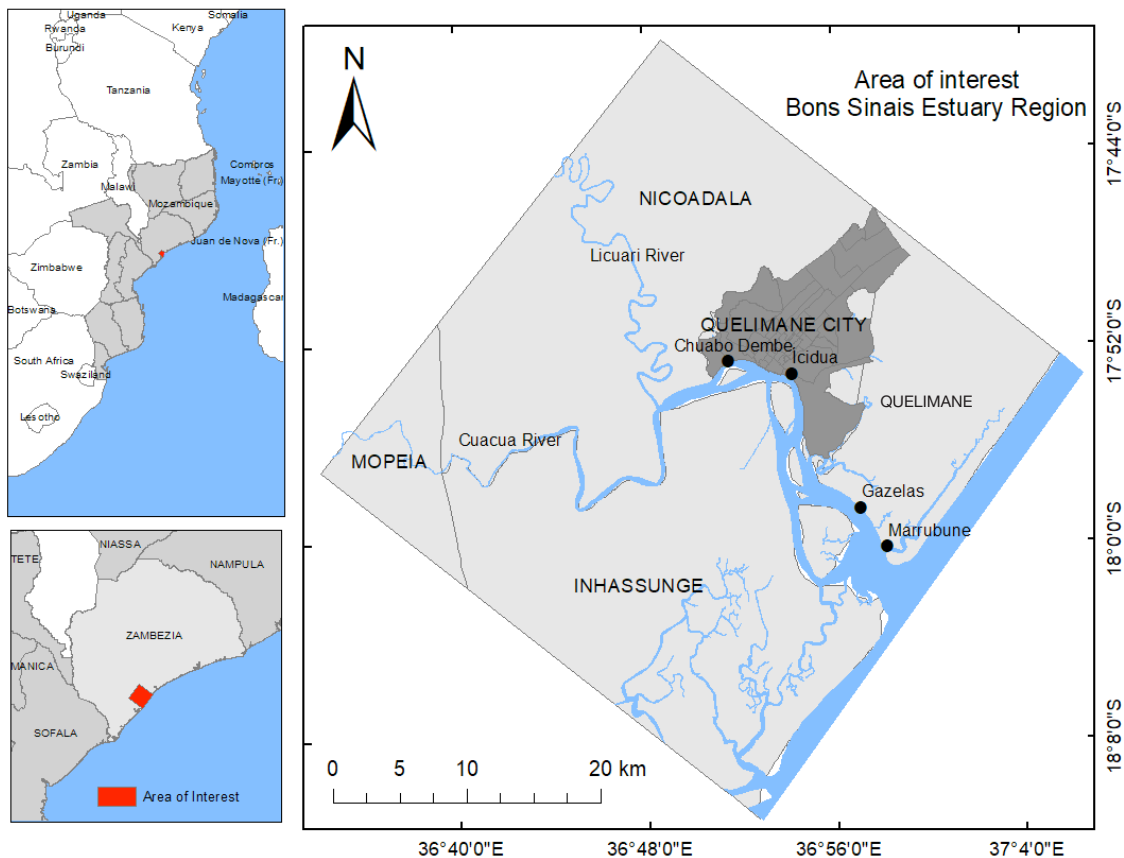 Uganda
Somalia
Rwanda
Kenya
Burundi
Tanzania
Zambia
Compros
Malawi
Mayotte (Fr.)
Mozambique
Juan de Nova (Fr.)
Zimbabwe
Madagascar
Botswana
South Africa
Swaziland
Lesotho
TETE
NIASSA
NAMPULA
ZAMBEZIA
MANICA
SOFALA
Area of Interest
N
Area of interest
Bons Sinais Estuary Region
NICOADALA
Licuari River
QUELIMANE CITY
Chuabo Dembe
Icidua
QUELIMANE
Cuacua River
MOPEIA
Gazelas
Marrubune
INHASSUNGE
0 5 10 20 km
17°44'0"S
17°52'0"S
18°0'0"S
18°8'0"S
36°40'0"E
36°48'0"E
36°56'0"E
37°4'0"E